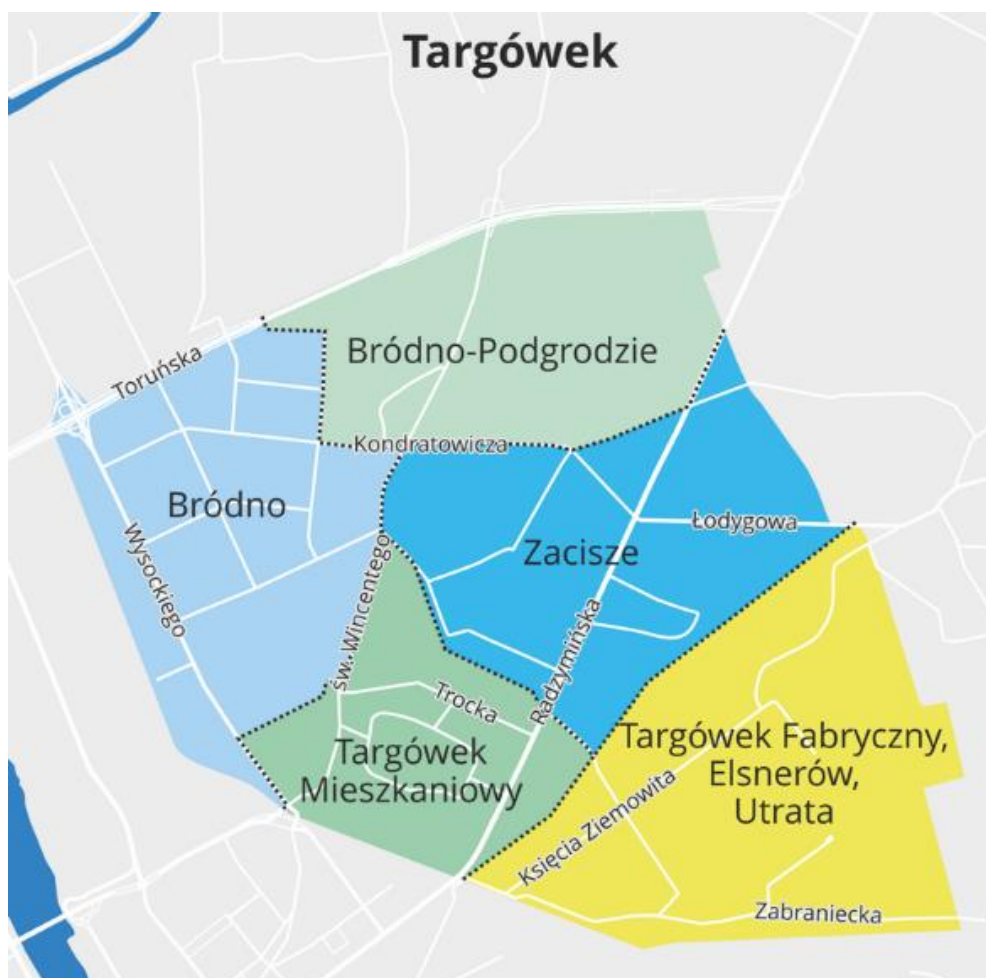 Targówek
Bródno-Podgrodzie
Toruńska
Kondratowicza
Bródno
Łodygowa
Wysockiego
Zacisze
św. Wincentego
Radzymińska
Trocka
Targówek
Mieszkaniowy
Targówek Fabryczny,
Elsnerów,
Utrata
Księcia Ziemowita
Zabraniecka